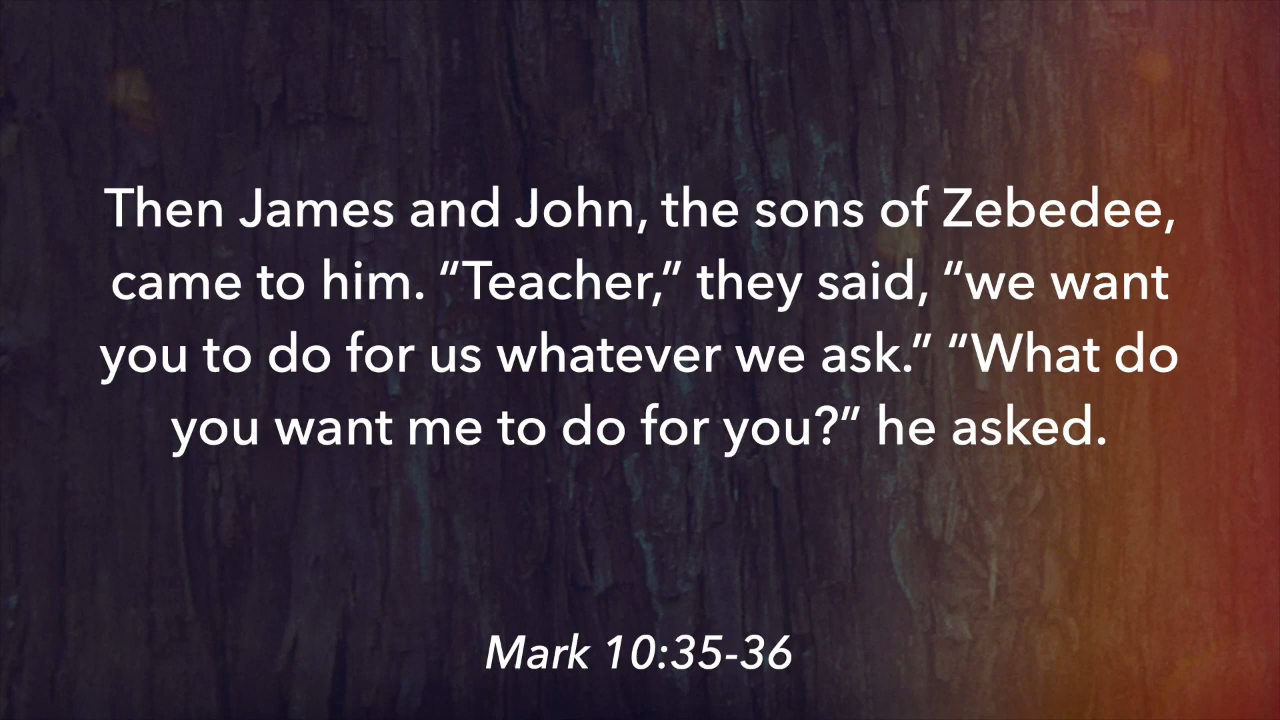 Then James and John, the sons of Zebedee,
came to him. “Teacher,” they said, “we want
you to do for us whatever we ask.” “What do
you want me to do for you?” he asked.
Mark 10:35-36